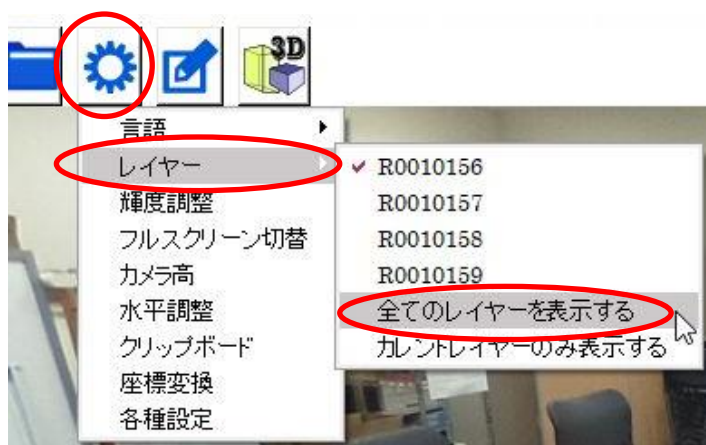 3D
言語
レイヤー
輝度調整
フルスクリーン切替
カメラ高
水平調整
クリップボード
座標変換
各種設定
R0010156
R0010157
R0010158
R0010159
全てのレイヤーを表示する
カレントレイヤーのみ表示する